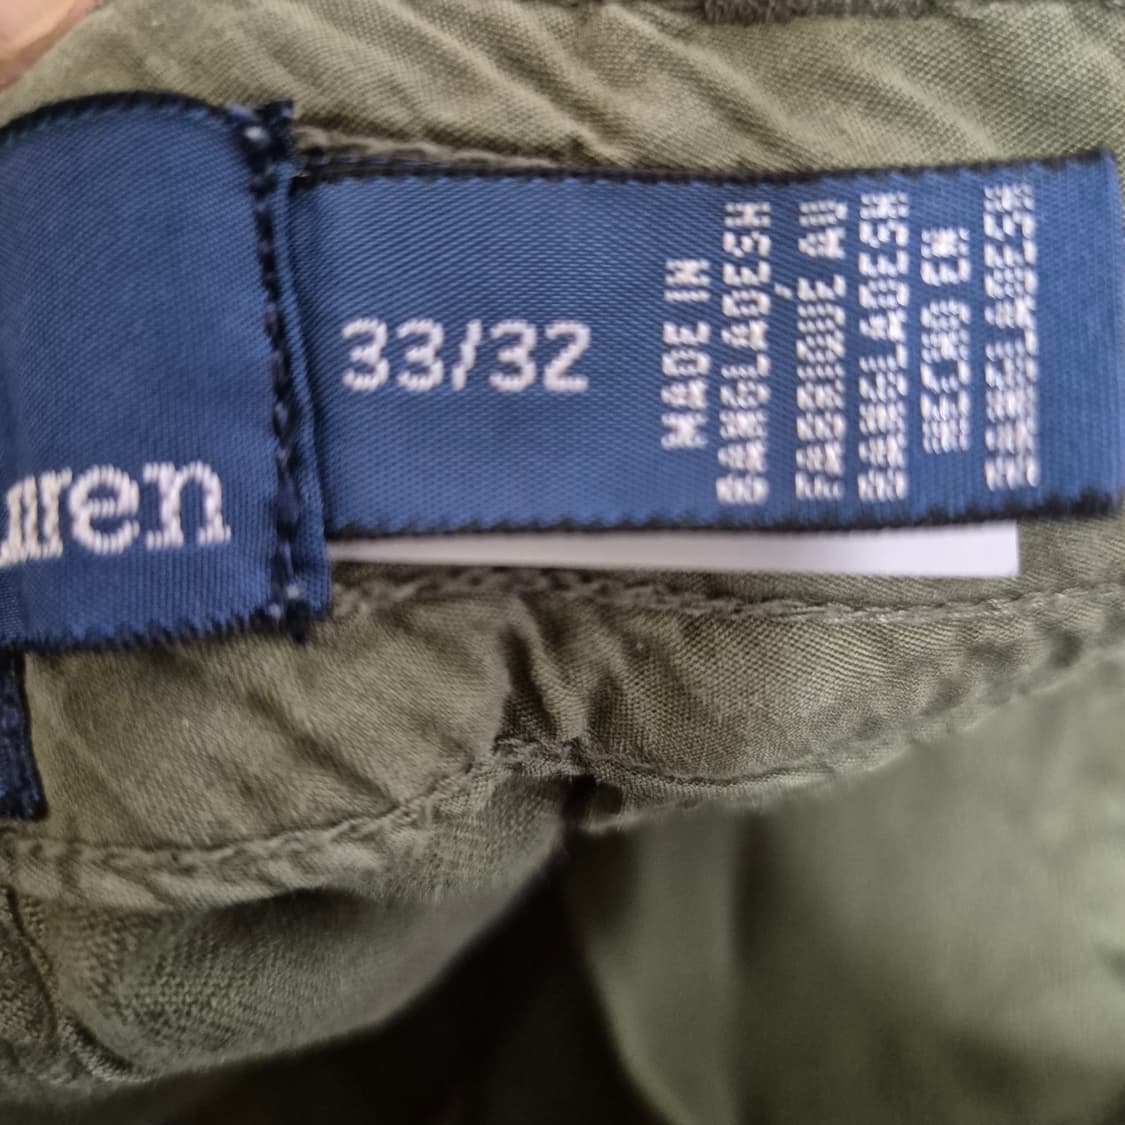 uren
33/32
MADE IN
BANGLADESH
FABRIQUÉ AU
BANGLADESH
HECHO EN
BANGLADESH